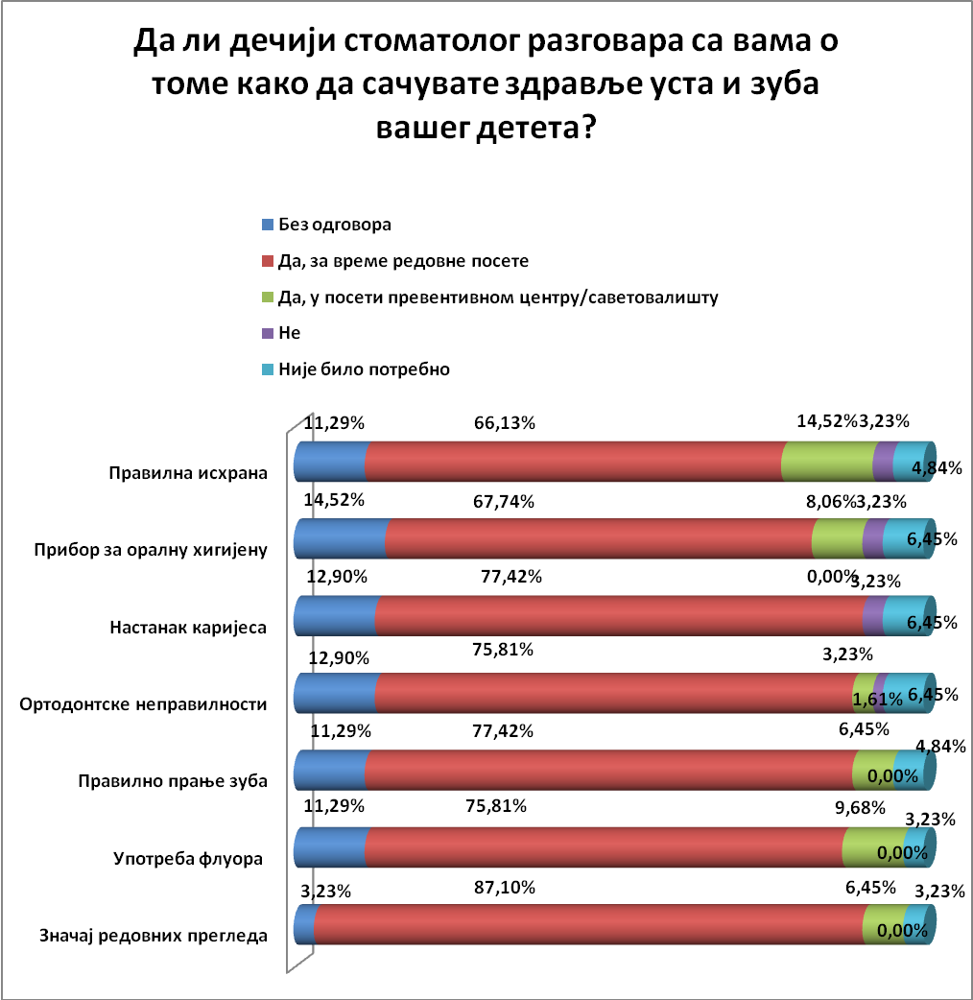 Да ли дечији стоматолог разговара са вама о
томе како да сачувате здравље уста и зуба
вашег детета?
Без одговора
Да, за време редовне посете
Да, у посети превентивном центру/саветовалишту
Не
Није било потребно
11,29% 66,13% 14,52% 3,23% 4,84%
Правилна исхрана
14,52% 67,74% 8,06% 3,23% 6,45%
Прибор за оралну хигијену
12,90% 77,42% 0,00% 3,23% 6,45%
Настанак каријеса
12,90% 75,81% 3,23% 1,61% 6,45%
Ортодонтске неправилности
11,29% 77,42% 6,45% 0,00% 4,84%
Правилно прање зуба
11,29% 75,81% 9,68% 0,00% 3,23%
Употреба флуора
3,23% 87,10% 6,45% 0,00% 3,23%
Значај редовних прегледа